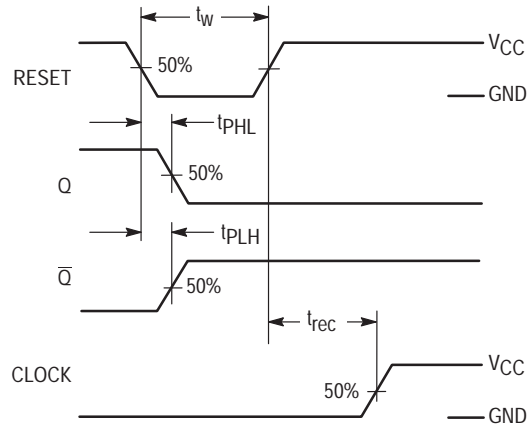 tw
VCC
50%
RESET
GND
tPHL
50%
Q
tPLH
Q̅
50%
trec
VCC
CLOCK
50%
GND